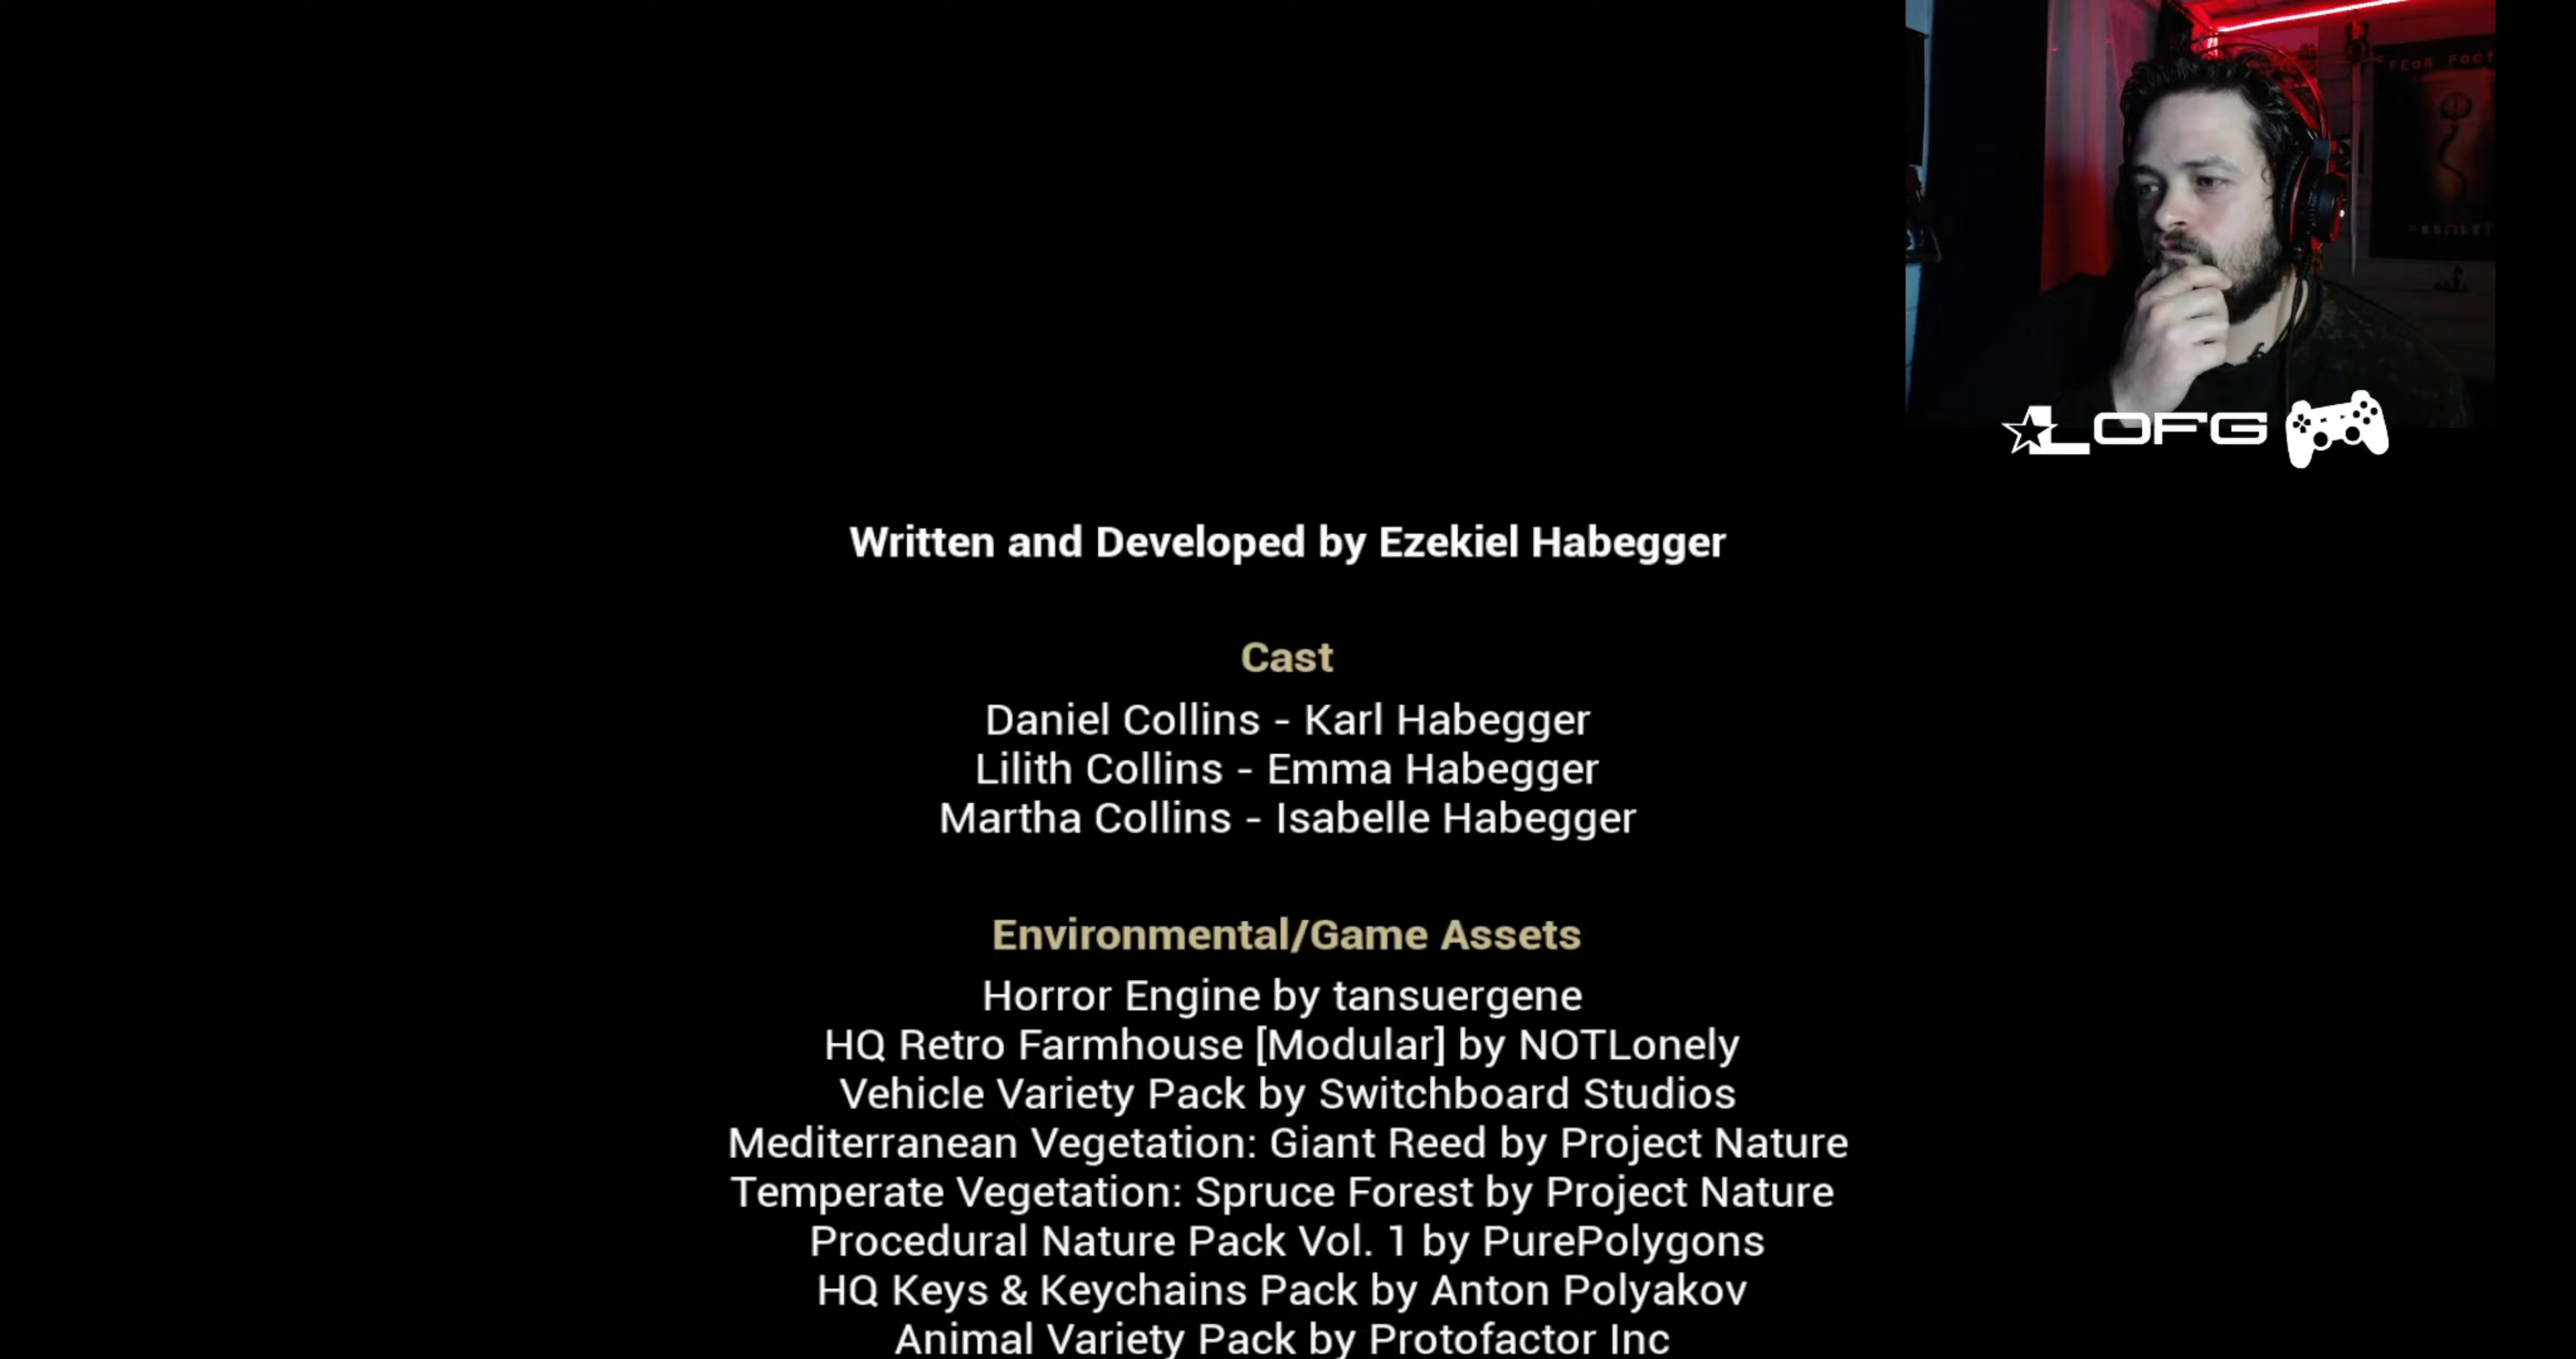 FEAR FACT
LOFG
Written and Developed by Ezekiel Habegger
Cast
Daniel Collins - Karl Habegger
Lilith Collins - Emma Habegger
Martha Collins - Isabelle Habegger
Environmental/Game Assets
Horror Engine by tansuergene
HQ Retro Farmhouse [Modular] by NOTLonely
Vehicle Variety Pack by Switchboard Studios
Mediterranean Vegetation: Giant Reed by Project Nature
Temperate Vegetation: Spruce Forest by Project Nature
Procedural Nature Pack Vol. 1 by PurePolygons
HQ Keys & Keychains Pack by Anton Polyakov
Animal Variety Pack by Protofactor Inc